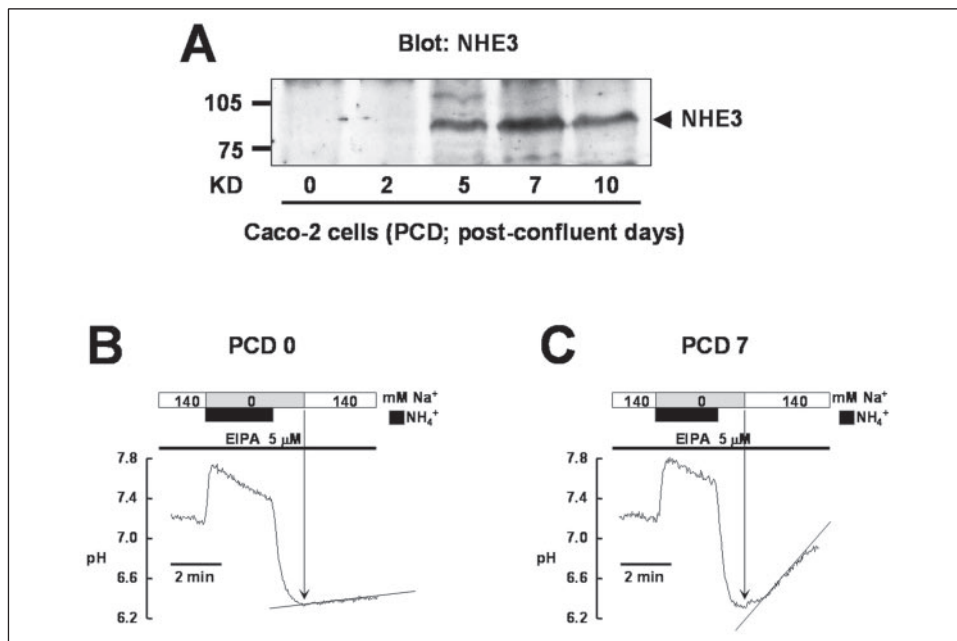 A
Blot: NHE3
105
75
NHE3
KD 0 2 5 7 10
Caco-2 cells (PCD; post-confluent days)
B PCD 0
140 0 140 mM Na⁺
NH₄⁺
EIPA 5 µM
7.8
7.4
7.0
pH
6.6
6.2
2 min
C PCD 7
140 0 140 mM Na⁺
NH₄⁺
EIPA 5 µM
7.8
7.4
7.0
pH
6.6
6.2
2 min